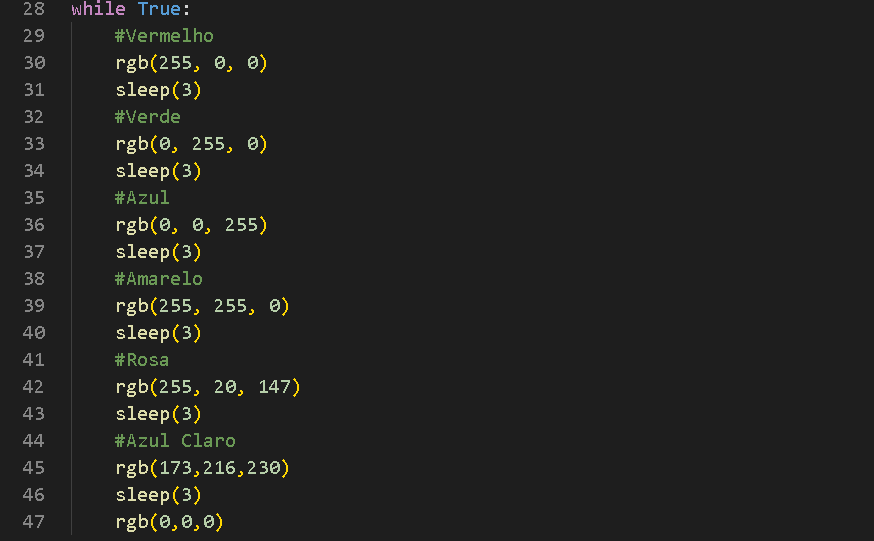 28 while True:
29 #Vermelho
30 rgb(255, 0, 0)
31 sleep(3)
32 #Verde
33 rgb(0, 255, 0)
34 sleep(3)
35 #Azul
36 rgb(0, 0, 255)
37 sleep(3)
38 #Amarelo
39 rgb(255, 255, 0)
40 sleep(3)
41 #Rosa
42 rgb(255, 20, 147)
43 sleep(3)
44 #Azul Claro
45 rgb(173,216,230)
46 sleep(3)
47 rgb(0,0,0)